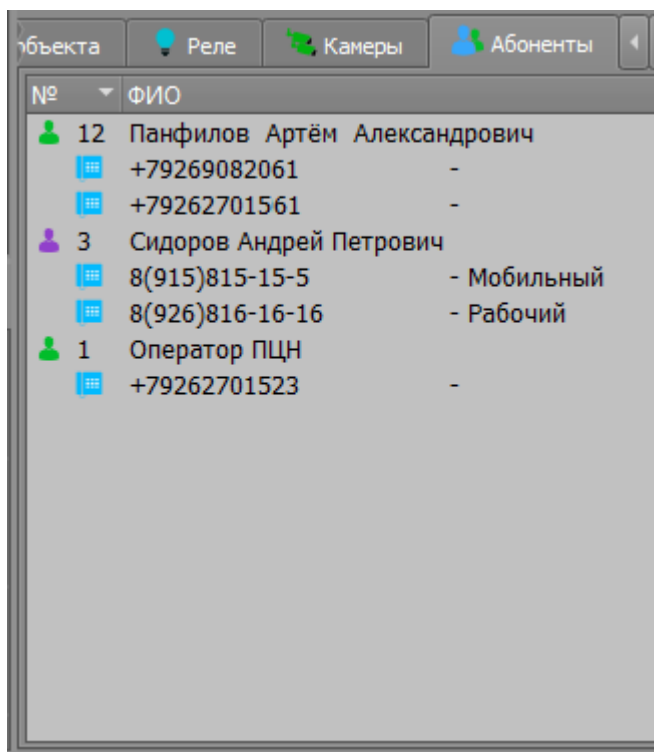 объекта Реле Камеры Абоненты
№ ФИО
12 Панфилов Артём Александрович
+79269082061 -
+79262701561 -
3 Сидоров Андрей Петрович
8(915)815-15-5 - Мобильный
8(926)816-16-16 - Рабочий
1 Оператор ПЦН
+79262701523 -